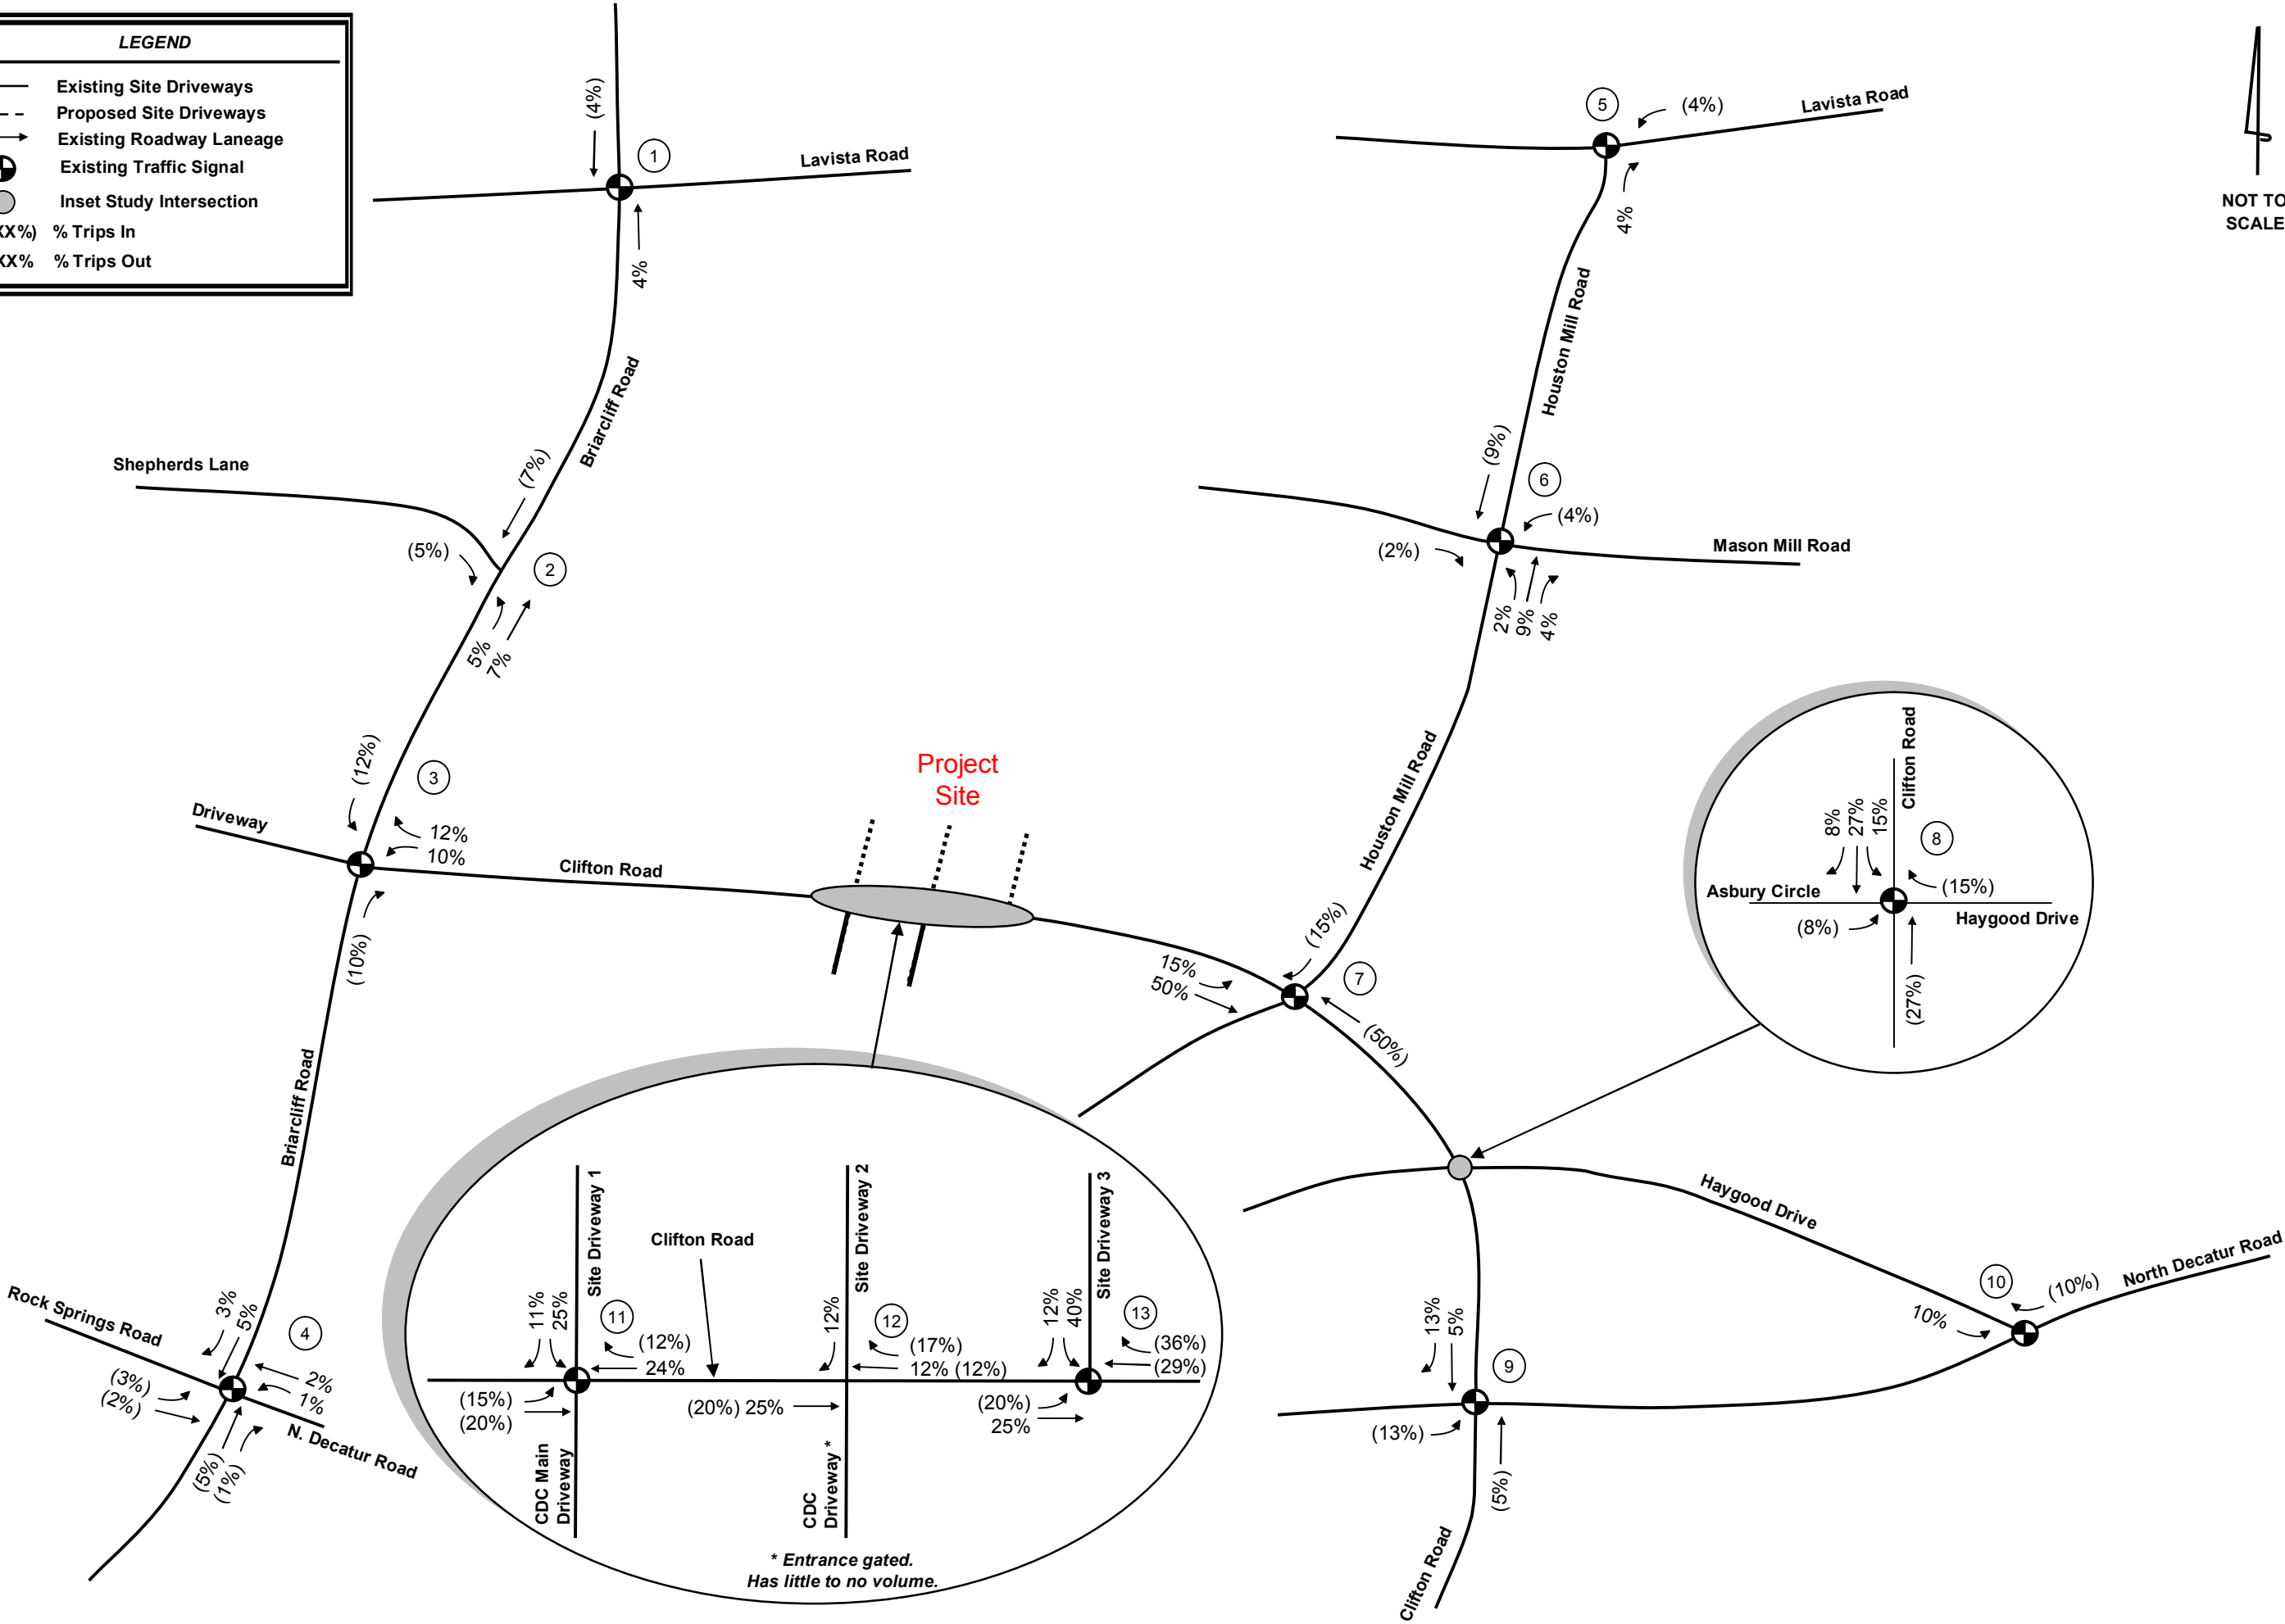 LEGEND
Existing Site Driveways
Proposed Site Driveways
Existing Roadway Laneage
Existing Traffic Signal
Inset Study Intersection
XX%) % Trips In
XX% % Trips Out
NOT TO
SCALE
(4%)
1
Lavista Road
4%
Briarcliff Road
Shepherds Lane
(7%)
(5%)
2
5%
7%
(12%)
3
Driveway
12%
10%
Clifton Road
(10%)
Briarcliff Road
Rock Springs Road
3%
5%
4
(3%)
(2%)
2%
1%
N. Decatur Road
(5%)
(1%)
5
(4%)
Lavista Road
4%
Houston Mill Road
(9%)
6
(4%)
(2%)
Mason Mill Road
2%
9%
4%
Houston Mill Road
Project
Site
(15%)
7
15%
50%
(50%)
Clifton Road
8%
27%
15%
8
Asbury Circle
(15%)
(8%)
Haygood Drive
(27%)
Haygood Drive
North Decatur Road
10
(10%)
10%
13%
5%
9
(13%)
(5%)
Clifton Road
Site Driveway 1
Clifton Road
Site Driveway 2
Site Driveway 3
11%
25%
11
(12%)
24%
(15%)
(20%)
CDC Main
Driveway
12%
12
(17%)
12% (12%)
(20%) 25%
CDC
Driveway *
12%
40%
13
(36%)
(29%)
(20%)
25%
* Entrance gated.
Has little to no volume.